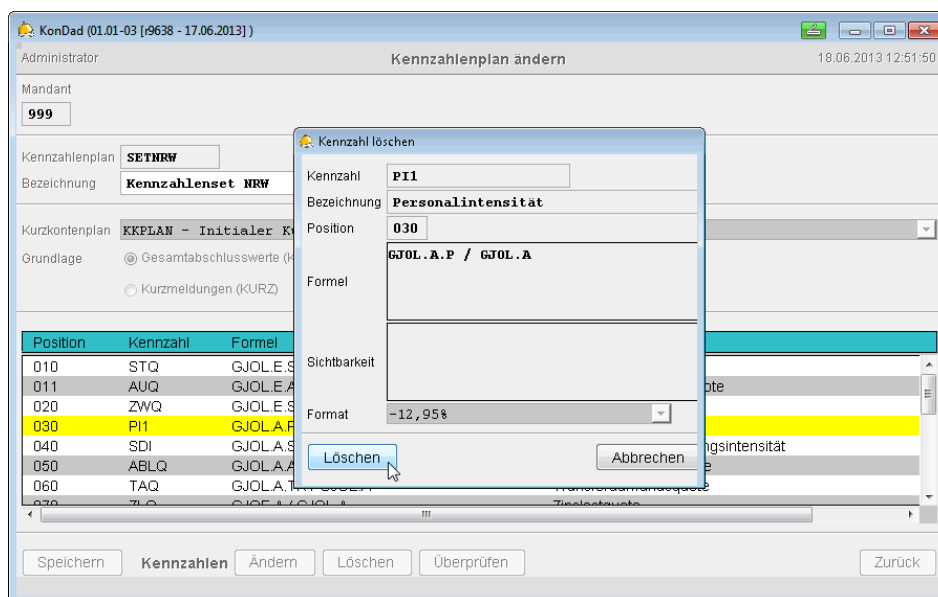 KonDad (01.01-03 [r9638 - 17.06.2013] )
Administrator Kennzahlenplan ändern 18.06.2013 12:51:50
Mandant
999
Kennzahlenplan SETNRW
Bezeichnung Kennzahlenset NRW
Kurzkontenplan KKPLAN - Initialer
Grundlage Gesamtabschlusswerte
Kurzmeldungen (KURZ)
Kennzahl löschen
Kennzahl PI1
Bezeichnung Personalintensität
Position 030
Formel GJOL.A.P / GJOL.A
Sichtbarkeit
Format -12,95%
Löschen Abbrechen
Position Kennzahl Formel
010 STQ GJOL.E.S
011 AUQ GJOL.E.A ote
020 ZWQ GJOL.E.S
030 PI1 GJOL.A.P
040 SDI GJOL.A.S ngsintensität
050 ABLQ GJOL.A.A
060 TAQ
Speichern Kennzahlen Ändern Löschen Überprüfen Zurück